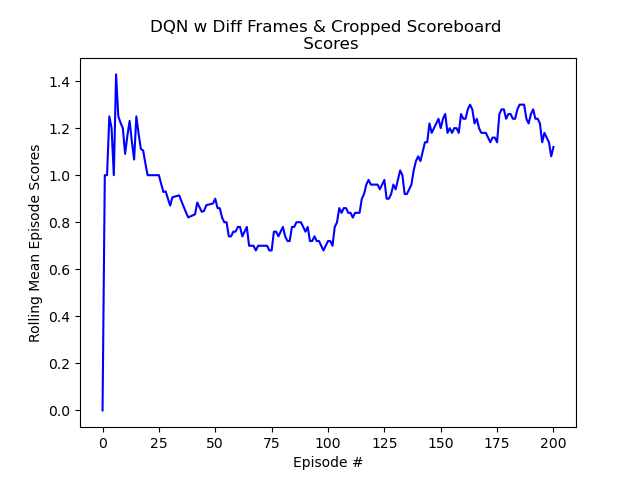 DQN w Diff Frames & Cropped Scoreboard
Scores
Rolling Mean Episode Scores
1.4
1.2
1.0
0.8
0.6
0.4
0.2
0.0
0 25 50 75 100 125 150 175 200
Episode #